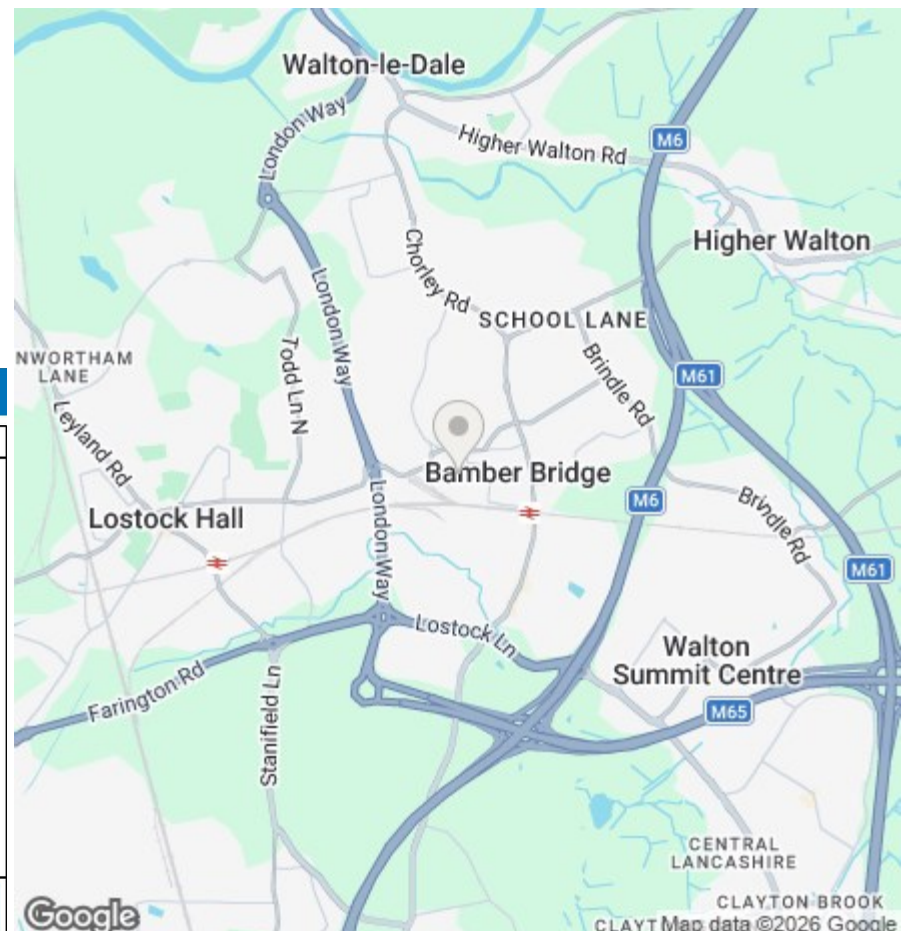 Walton-le-Dale
London Way
Higher Walton Rd
M6
Higher Walton
Chorley Rd
SCHOOL LANE
London Way
Todd Ln N
NWORTHAM
LANE
Brindle Rd
M61
Leyland Rd
Bamber Bridge
M6
Brindle Rd
Lostock Hall
London Way
M61
Lostock Ln
Walton
Summit Centre
Farington Rd
Stanifield Ln
M65
CENTRAL
LANCASHIRE
CLAYTON BROOK
Google
CLAYT
Map data ©2026 Google